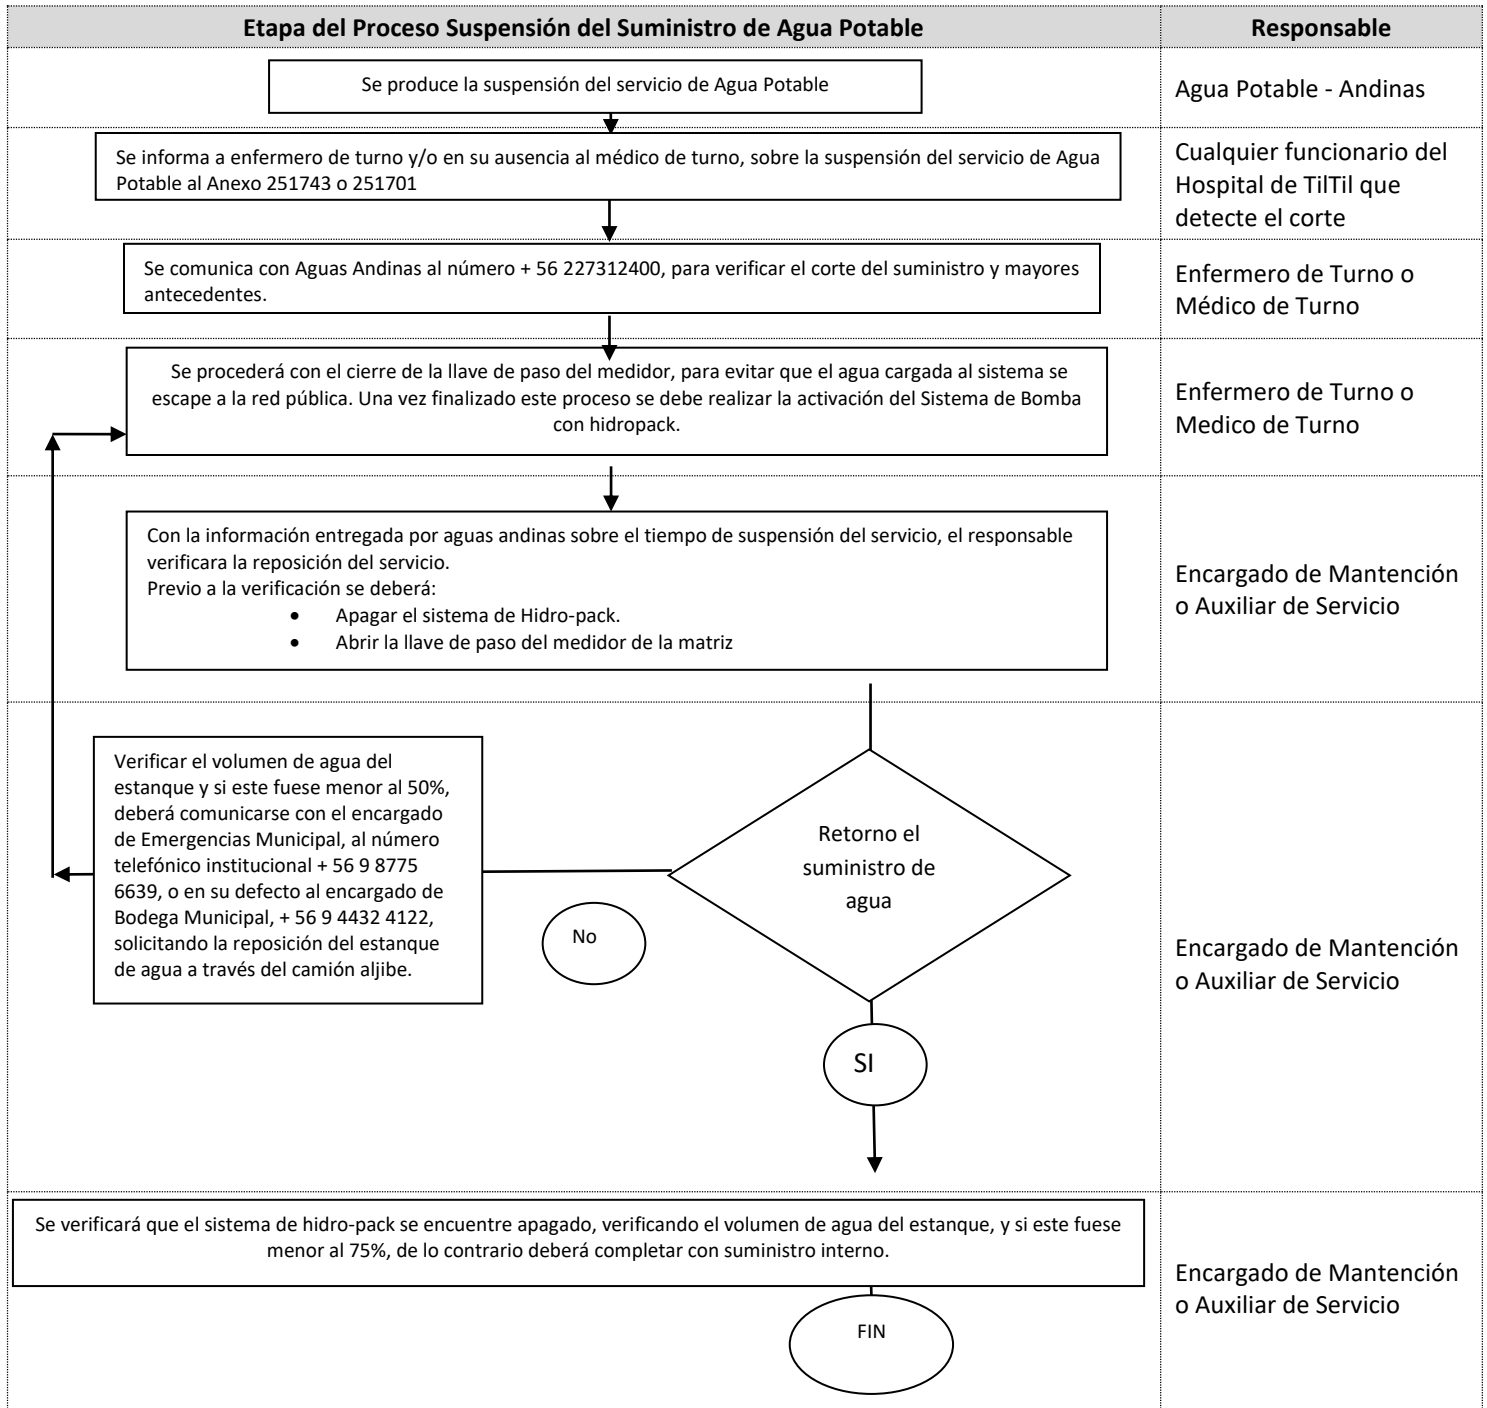 Etapa del Proceso Suspensión del Suministro de Agua Potable
Responsable
Se produce la suspensión del servicio de Agua Potable
Agua Potable - Andinas
Se informa a enfermero de turno y/o en su ausencia al médico de turno, sobre la suspensión del servicio de Agua
Potable al Anexo 251743 o 251701
Cualquier funcionario del
Hospital de TilTil que
detecte el corte
Se comunica con Aguas Andinas al número + 56 227312400, para verificar el corte del suministro y mayores
antecedentes.
Enfermero de Turno o
Médico de Turno
Se procederá con el cierre de la llave de paso del medidor, para evitar que el agua cargada al sistema se
escape a la red pública. Una vez finalizado este proceso se debe realizar la activación del Sistema de Bomba
con hidropack.
Enfermero de Turno o
Medico de Turno
Con la información entregada por aguas andinas sobre el tiempo de suspensión del servicio, el responsable
verificara la reposición del servicio.
Previo a la verificación se deberá:
• Apagar el sistema de Hidro-pack.
• Abrir la llave de paso del medidor de la matriz
Encargado de Mantención
o Auxiliar de Servicio
Verificar el volumen de agua del
estanque y si este fuese menor al 50%,
deberá comunicarse con el encargado
de Emergencias Municipal, al número
telefónico institucional + 56 9 8775
6639, o en su defecto al encargado de
Bodega Municipal, + 56 9 4432 4122,
solicitando la reposición del estanque
de agua a través del camión aljibe.
No
Retorno el
suministro de
agua
SI
Encargado de Mantención
o Auxiliar de Servicio
Se verificará que el sistema de hidro-pack se encuentre apagado, verificando el volumen de agua del estanque, y si este fuese
menor al 75%, de lo contrario deberá completar con suministro interno.
Encargado de Mantención
o Auxiliar de Servicio
FIN